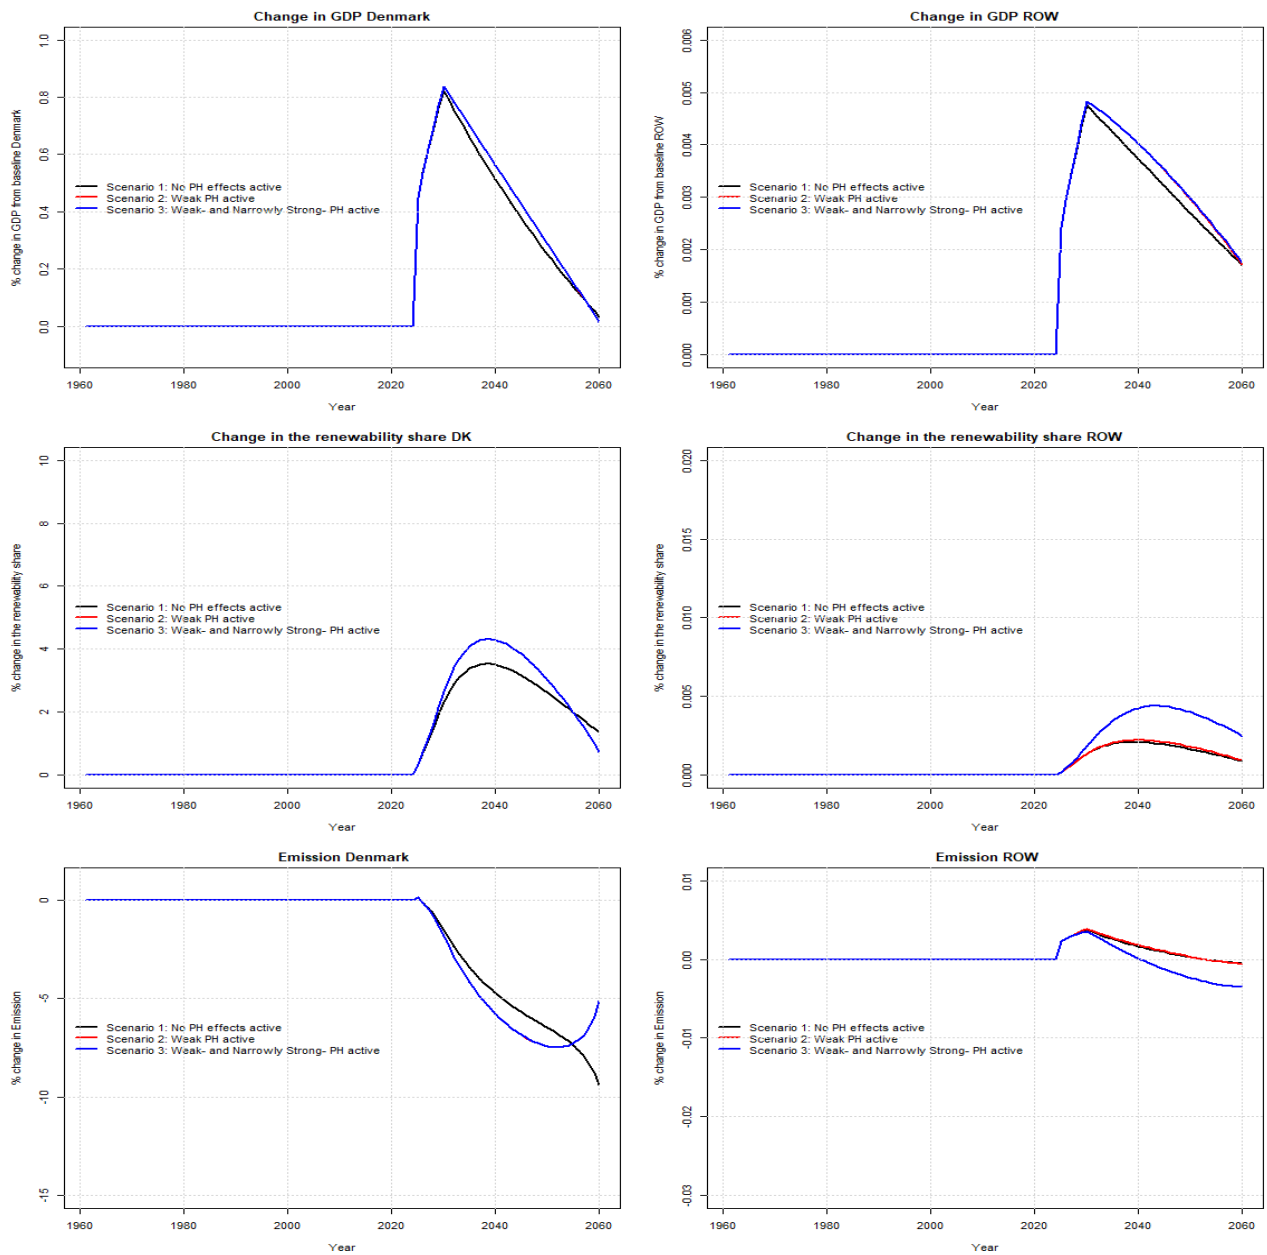 Change in GDP Denmark
% change in GDP from baseline Denmark
1.0
0.8
0.6
0.4
0.2
0.0
Scenario 1: No PH effects active
Scenario 2: Weak PH active
Scenario 3: Weak- and Narrowly Strong- PH active
1960 1980 2000 2020 2040 2060
Year
Change in GDP ROW
% change in GDP from baseline ROW
0.006
0.005
0.004
0.003
0.002
0.001
0.000
Scenario 1: No PH effects active
Scenario 2: Weak PH active
Scenario 3: Weak- and Narrowly Strong- PH active
1960 1980 2000 2020 2040 2060
Year
Change in the renewability share DK
% change in the renewability share
10
8
6
4
2
0
Scenario 1: No PH effects active
Scenario 2: Weak PH active
Scenario 3: Weak- and Narrowly Strong- PH active
1960 1980 2000 2020 2040 2060
Year
Change in the renewability share ROW
% change in the renewability share
0.020
0.015
0.010
0.005
0.000
Scenario 1: No PH effects active
Scenario 2: Weak PH active
Scenario 3: Weak- and Narrowly Strong- PH active
1960 1980 2000 2020 2040 2060
Year
Emission Denmark
% change in Emission
0
-5
-10
-15
Scenario 1: No PH effects active
Scenario 2: Weak PH active
Scenario 3: Weak- and Narrowly Strong- PH active
1960 1980 2000 2020 2040 2060
Year
Emission ROW
% change in Emission
0.01
0.00
-0.01
-0.02
-0.03
Scenario 1: No PH effects active
Scenario 2: Weak PH active
Scenario 3: Weak- and Narrowly Strong- PH active
1960 1980 2000 2020 2040 2060
Year